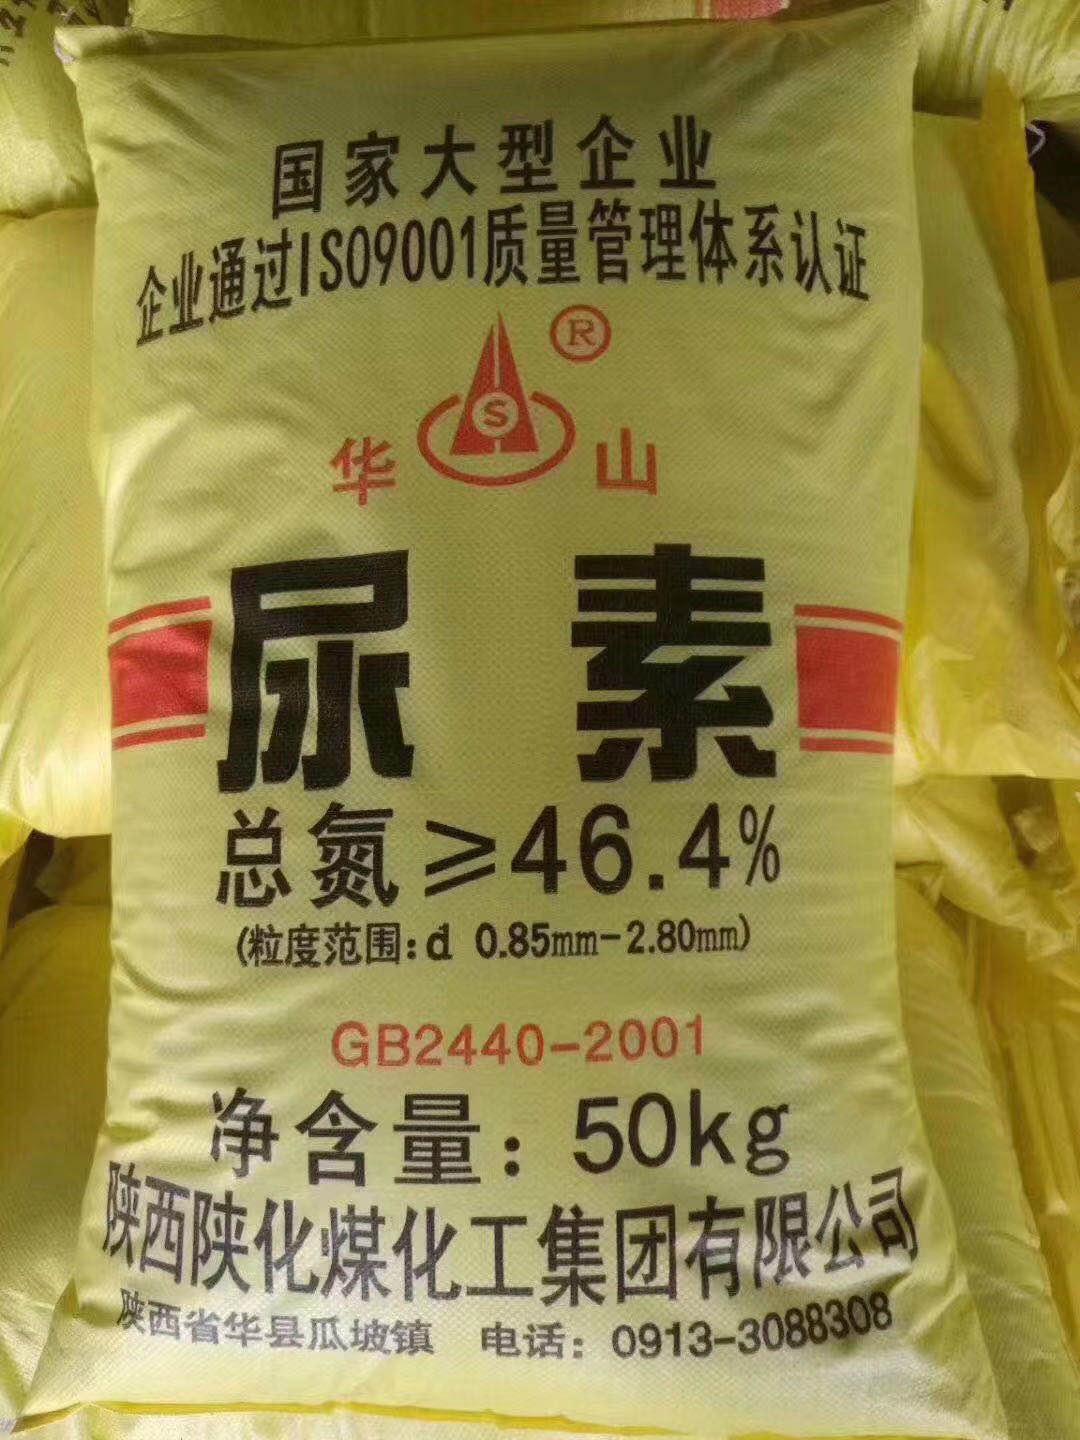 国家大型企业
企业通过ISO9001质量管理体系认证
R
S
华山
尿素
总氮≥46.4%
(粒度范围:d 0.85mm-2.80mm)
GB2440-2001
净含量:50kg
陕西陕化煤化工集团有限公司
陕西省华县瓜坡镇 电话:0913-3088308